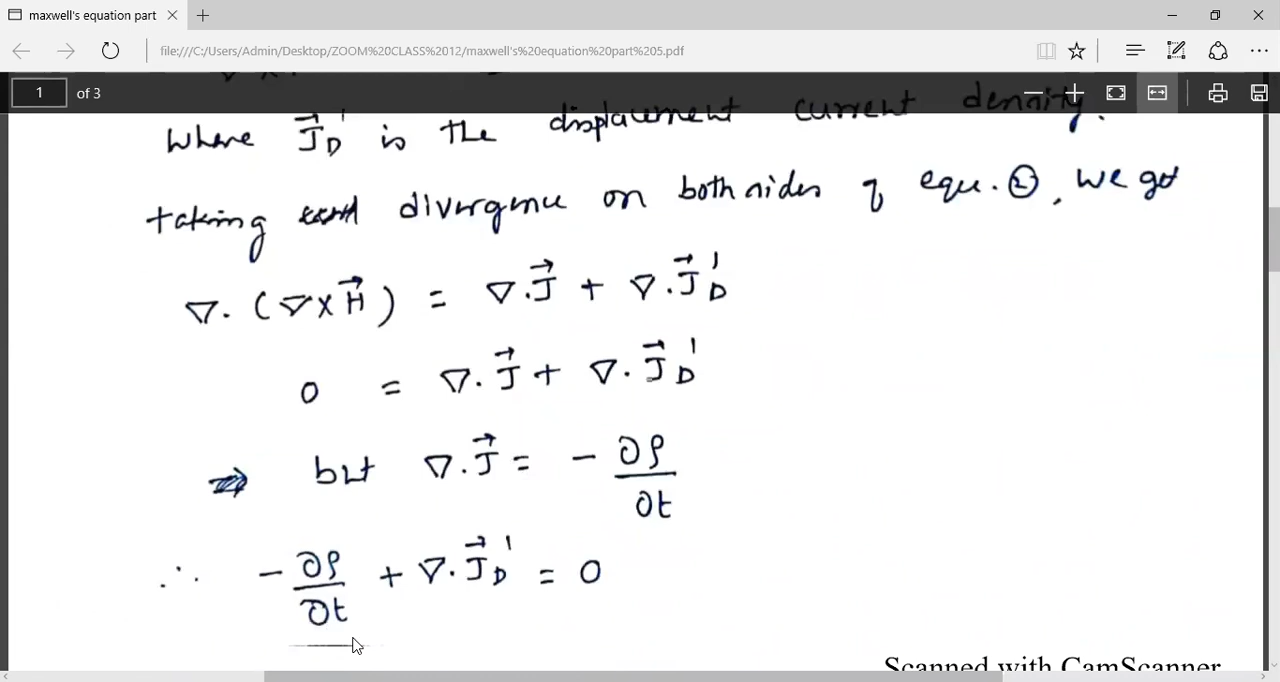 maxwell's equation part
file:///C:/Users/Admin/Desktop/ZOOM%20CLASS%2012/maxwell's%20equation%20part%205.pdf
1 of 3
Where J⃗D' is the displacement current density.
taking divergence on both sides of equ. ②, we get
∇.(∇×H⃗) = ∇.J⃗ + ∇.J⃗D'
0 = ∇.J⃗ + ∇.J⃗D'
⇒ but ∇.J⃗ = - ∂ρ/∂t
∴ - ∂ρ/∂t + ∇.J⃗D' = 0
Scanned with CamScanner